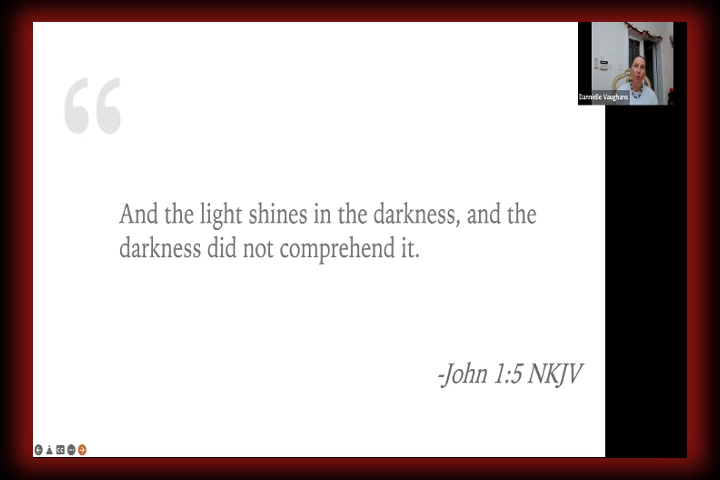 “
And the light shines in the darkness, and the
darkness did not comprehend it.
-John 1:5 NKJV
Dannielle Vaughans